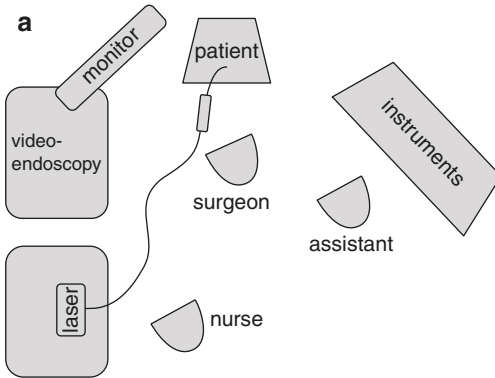 a
monitor
patient
video-
endoscopy
instruments
surgeon
assistant
laser
nurse